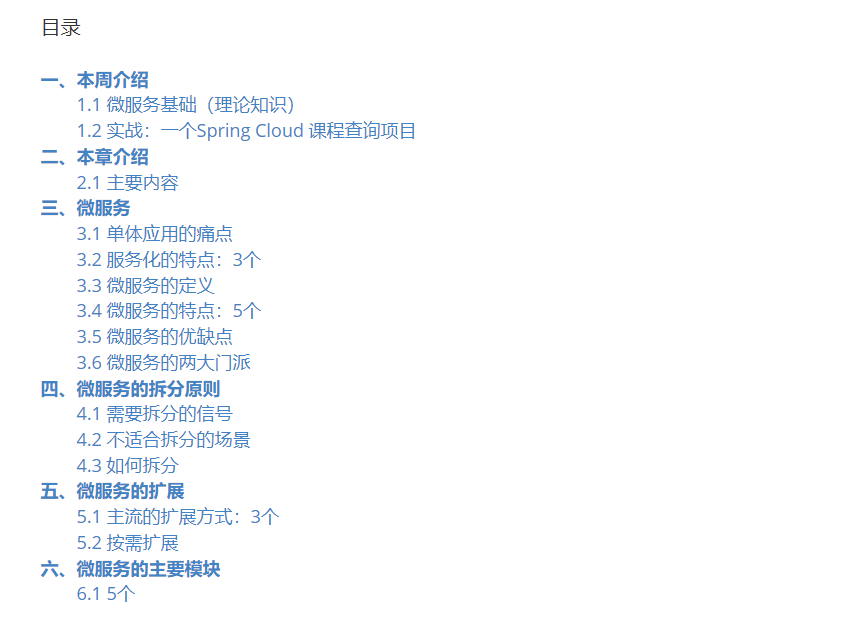 目录
一、本周介绍
1.1 微服务基础（理论知识）
1.2 实战：一个Spring Cloud 课程查询项目
二、本章介绍
2.1 主要内容
三、微服务
3.1 单体应用的痛点
3.2 服务化的特点：3个
3.3 微服务的定义
3.4 微服务的特点：5个
3.5 微服务的优缺点
3.6 微服务的两大门派
四、微服务的拆分原则
4.1 需要拆分的信号
4.2 不适合拆分的场景
4.3 如何拆分
五、微服务的扩展
5.1 主流的扩展方式：3个
5.2 按需扩展
六、微服务的主要模块
6.1 5个